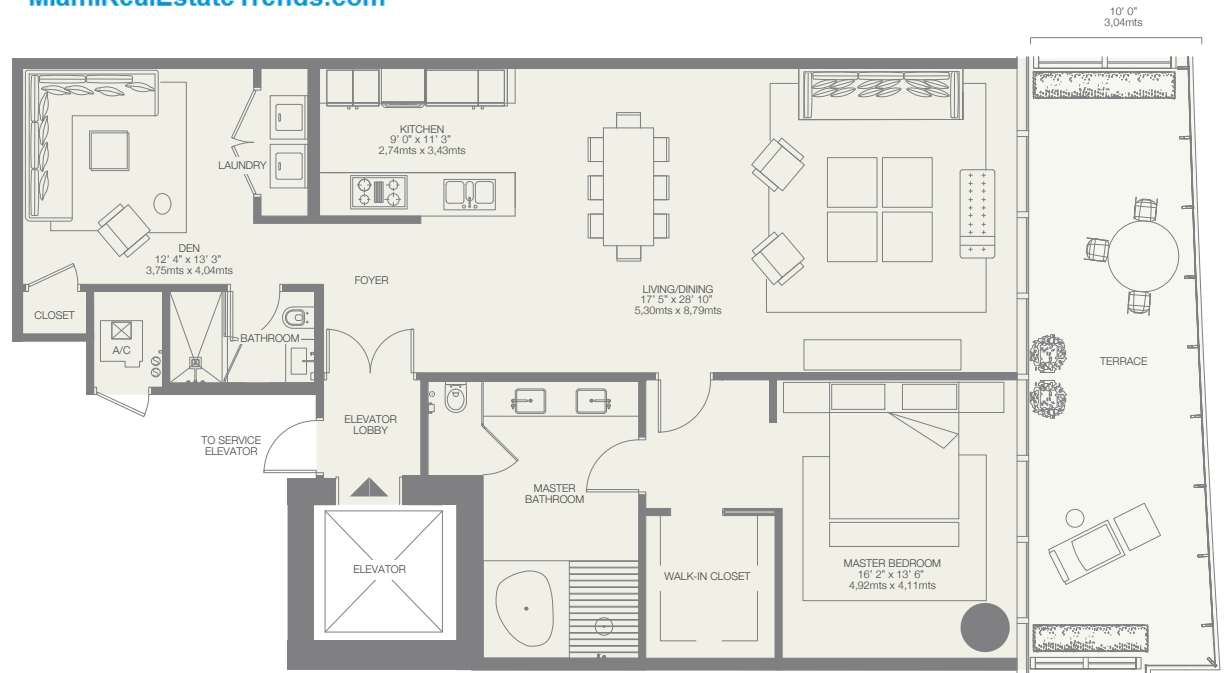 MiamiRealEstateTrends.com
10' 0"
3,04mts
KITCHEN
9' 0" x 11' 3"
2,74mts x 3,43mts
LAUNDRY
DEN
12' 4" x 13' 3"
3,75mts x 4,04mts
FOYER
LIVING/DINING
17' 5" x 28' 10"
5,30mts x 8,79mts
CLOSET
A/C
BATHROOM
TERRACE
ELEVATOR
LOBBY
TO SERVICE
ELEVATOR
MASTER
BATHROOM
ELEVATOR
WALK-IN CLOSET
MASTER BEDROOM
16' 2" x 13' 6"
4,92mts x 4,11mts